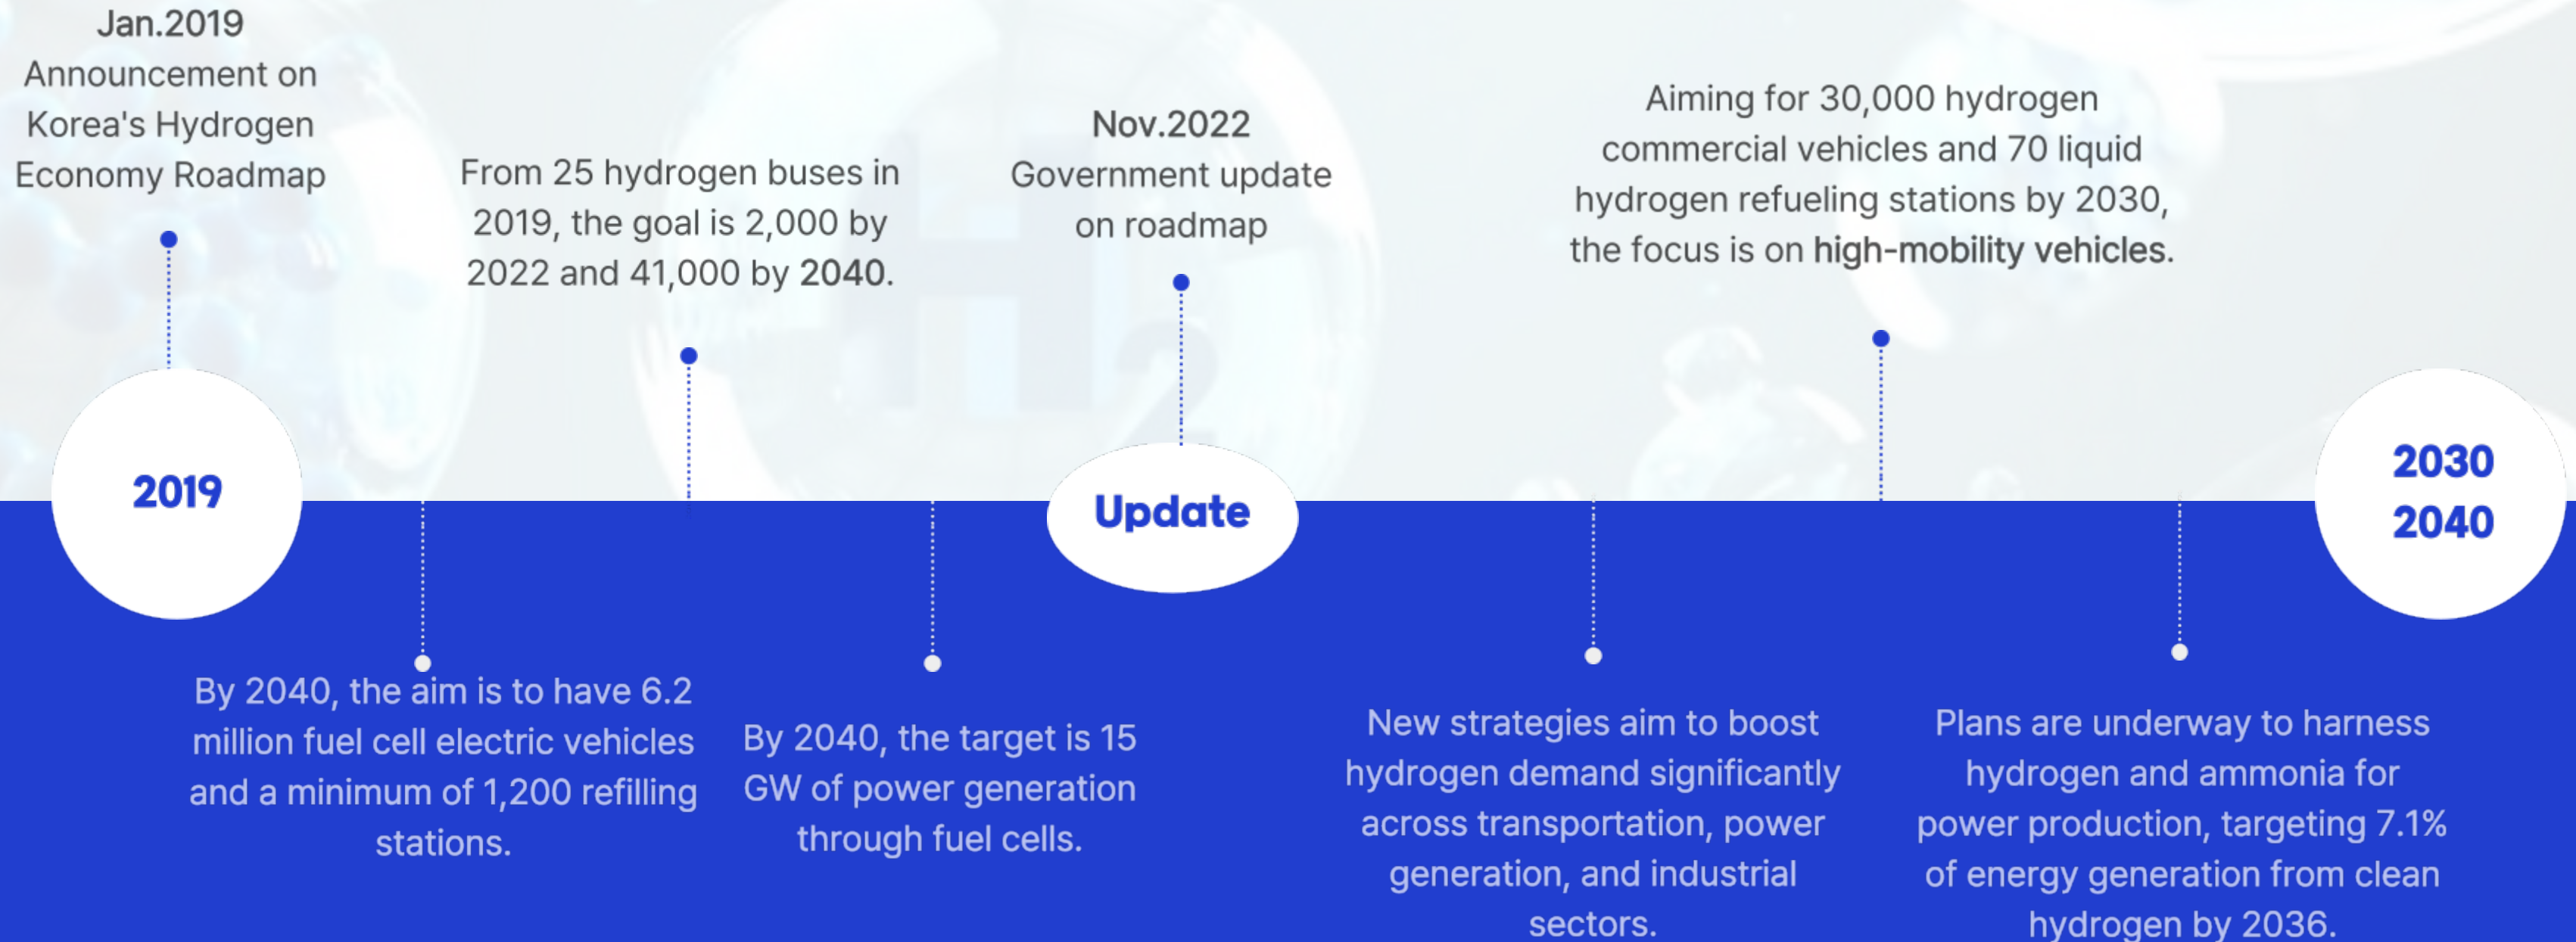 Jan.2019
Announcement on
Korea's Hydrogen
Economy Roadmap
From 25 hydrogen buses in
2019, the goal is 2,000 by
2022 and 41,000 by 2040.
Nov.2022
Government update
on roadmap
Aiming for 30,000 hydrogen
commercial vehicles and 70 liquid
hydrogen refueling stations by 2030,
the focus is on high-mobility vehicles.
H2
2019
Update
2030
2040
By 2040, the aim is to have 6.2
million fuel cell electric vehicles
and a minimum of 1,200 refilling
stations.
By 2040, the target is 15
GW of power generation
through fuel cells.
New strategies aim to boost
hydrogen demand significantly
across transportation, power
generation, and industrial
sectors.
Plans are underway to harness
hydrogen and ammonia for
power production, targeting 7.1%
of energy generation from clean
hydrogen by 2036.